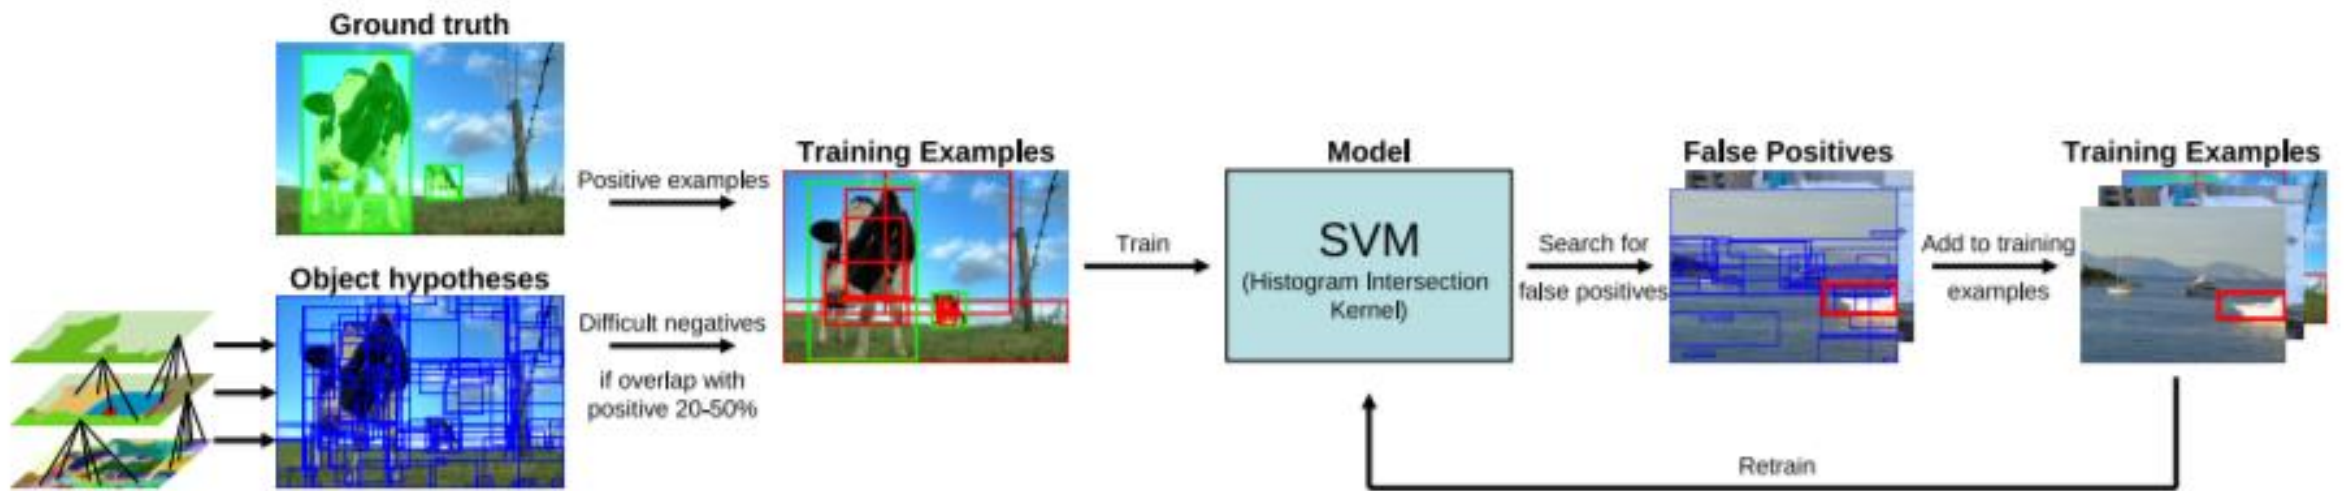 Ground truth
Positive examples
Object hypotheses
Difficult negatives
if overlap with
positive 20-50%
Training Examples
Train
Model
SVM
(Histogram Intersection
Kernel)
Search for
false positives
False Positives
Add to training
examples
Training Examples
Retrain